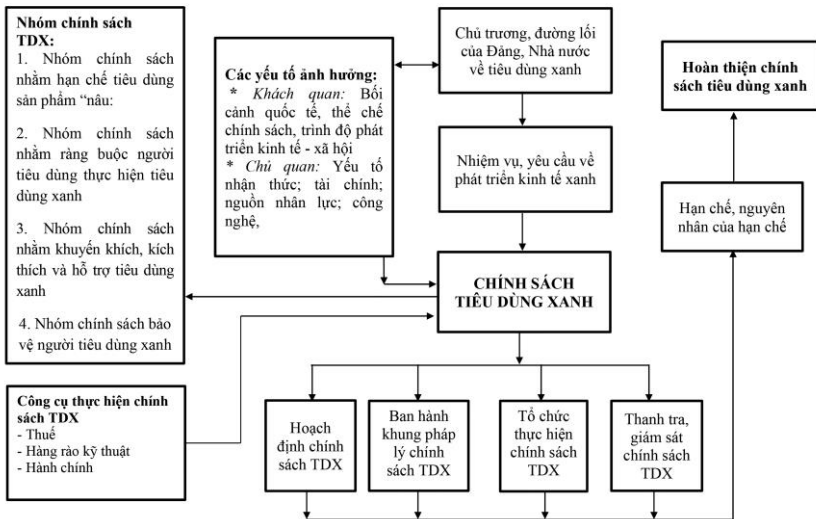 Nhóm chính sách
TDX:
1. Nhóm chính sách
nhằm hạn chế tiêu dùng
sản phẩm “nâu:
2. Nhóm chính sách
nhằm ràng buộc người
tiêu dùng thực hiện tiêu
dùng xanh
3. Nhóm chính sách
nhằm khuyến khích, kích
thích và hỗ trợ tiêu dùng
xanh
4. Nhóm chính sách bảo
vệ người tiêu dùng xanh
Công cụ thực hiện chính
sách TDX
- Thuế
- Hàng rào kỹ thuật
- Hành chính
Các yếu tố ảnh hưởng:
* Khách quan: Bối
cảnh quốc tế, thể chế
chính sách, trình độ phát
triển kinh tế - xã hội
* Chủ quan: Yếu tố
nhận thức; tài chính;
nguồn nhân lực; công
nghệ,
Chủ trương, đường lối
của Đảng, Nhà nước
về tiêu dùng xanh
Nhiệm vụ, yêu cầu về
phát triển kinh tế xanh
CHÍNH SÁCH
TIÊU DÙNG XANH
Hoạch
định chính
sách TDX
Ban hành
khung pháp
lý chính
sách TDX
Tổ chức
thực hiện
chính sách
TDX
Thanh tra,
giám sát
chính sách
TDX
Hoàn thiện chính
sách tiêu dùng xanh
Hạn chế, nguyên
nhân của hạn chế